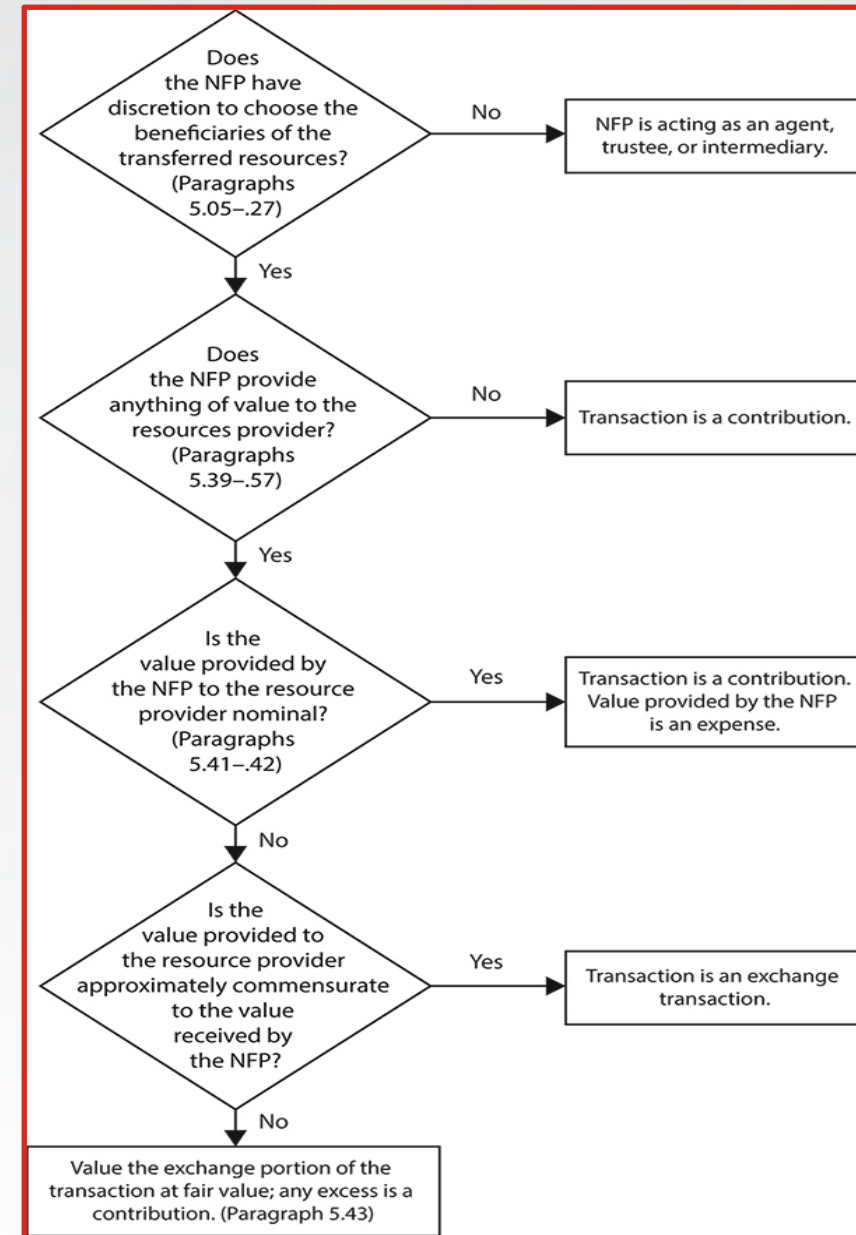 Does
the NFP have
discretion to choose the
beneficiaries of the
transferred resources?
(Paragraphs
5.05–.27)
No
NFP is acting as an agent,
trustee, or intermediary.
Yes
Does
the NFP provide
anything of value to the
resources provider?
(Paragraphs
5.39–.57)
No
Transaction is a contribution.
Yes
Is the
value provided by
the NFP to the resource
provider nominal?
(Paragraphs
5.41–.42)
Yes
Transaction is a contribution.
Value provided by the NFP
is an expense.
No
Is the
value provided to
the resource provider
approximately commensurate
to the value
received by
the NFP?
Yes
Transaction is an exchange
transaction.
No
Value the exchange portion of the
transaction at fair value; any excess is a
contribution. (Paragraph 5.43)